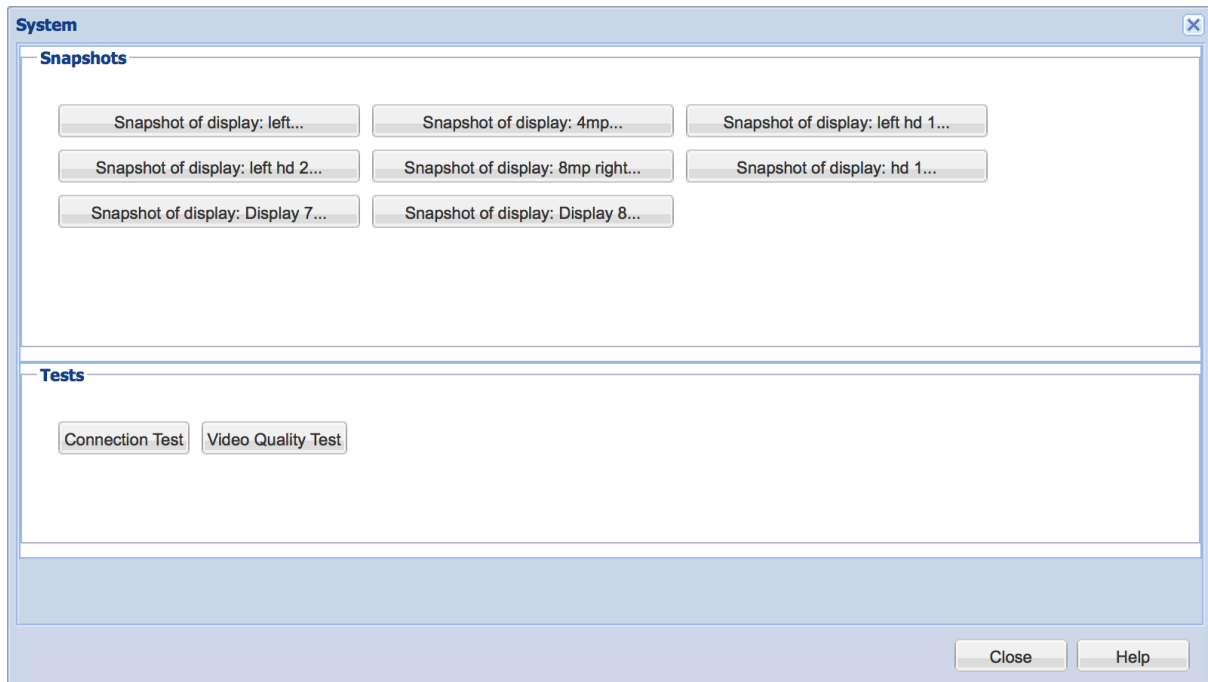 System
Snapshots
Snapshot of display: left... Snapshot of display: 4mp... Snapshot of display: left hd 1...
Snapshot of display: left hd 2... Snapshot of display: 8mp right... Snapshot of display: hd 1...
Snapshot of display: Display 7... Snapshot of display: Display 8...
Tests
Connection Test Video Quality Test
Close Help